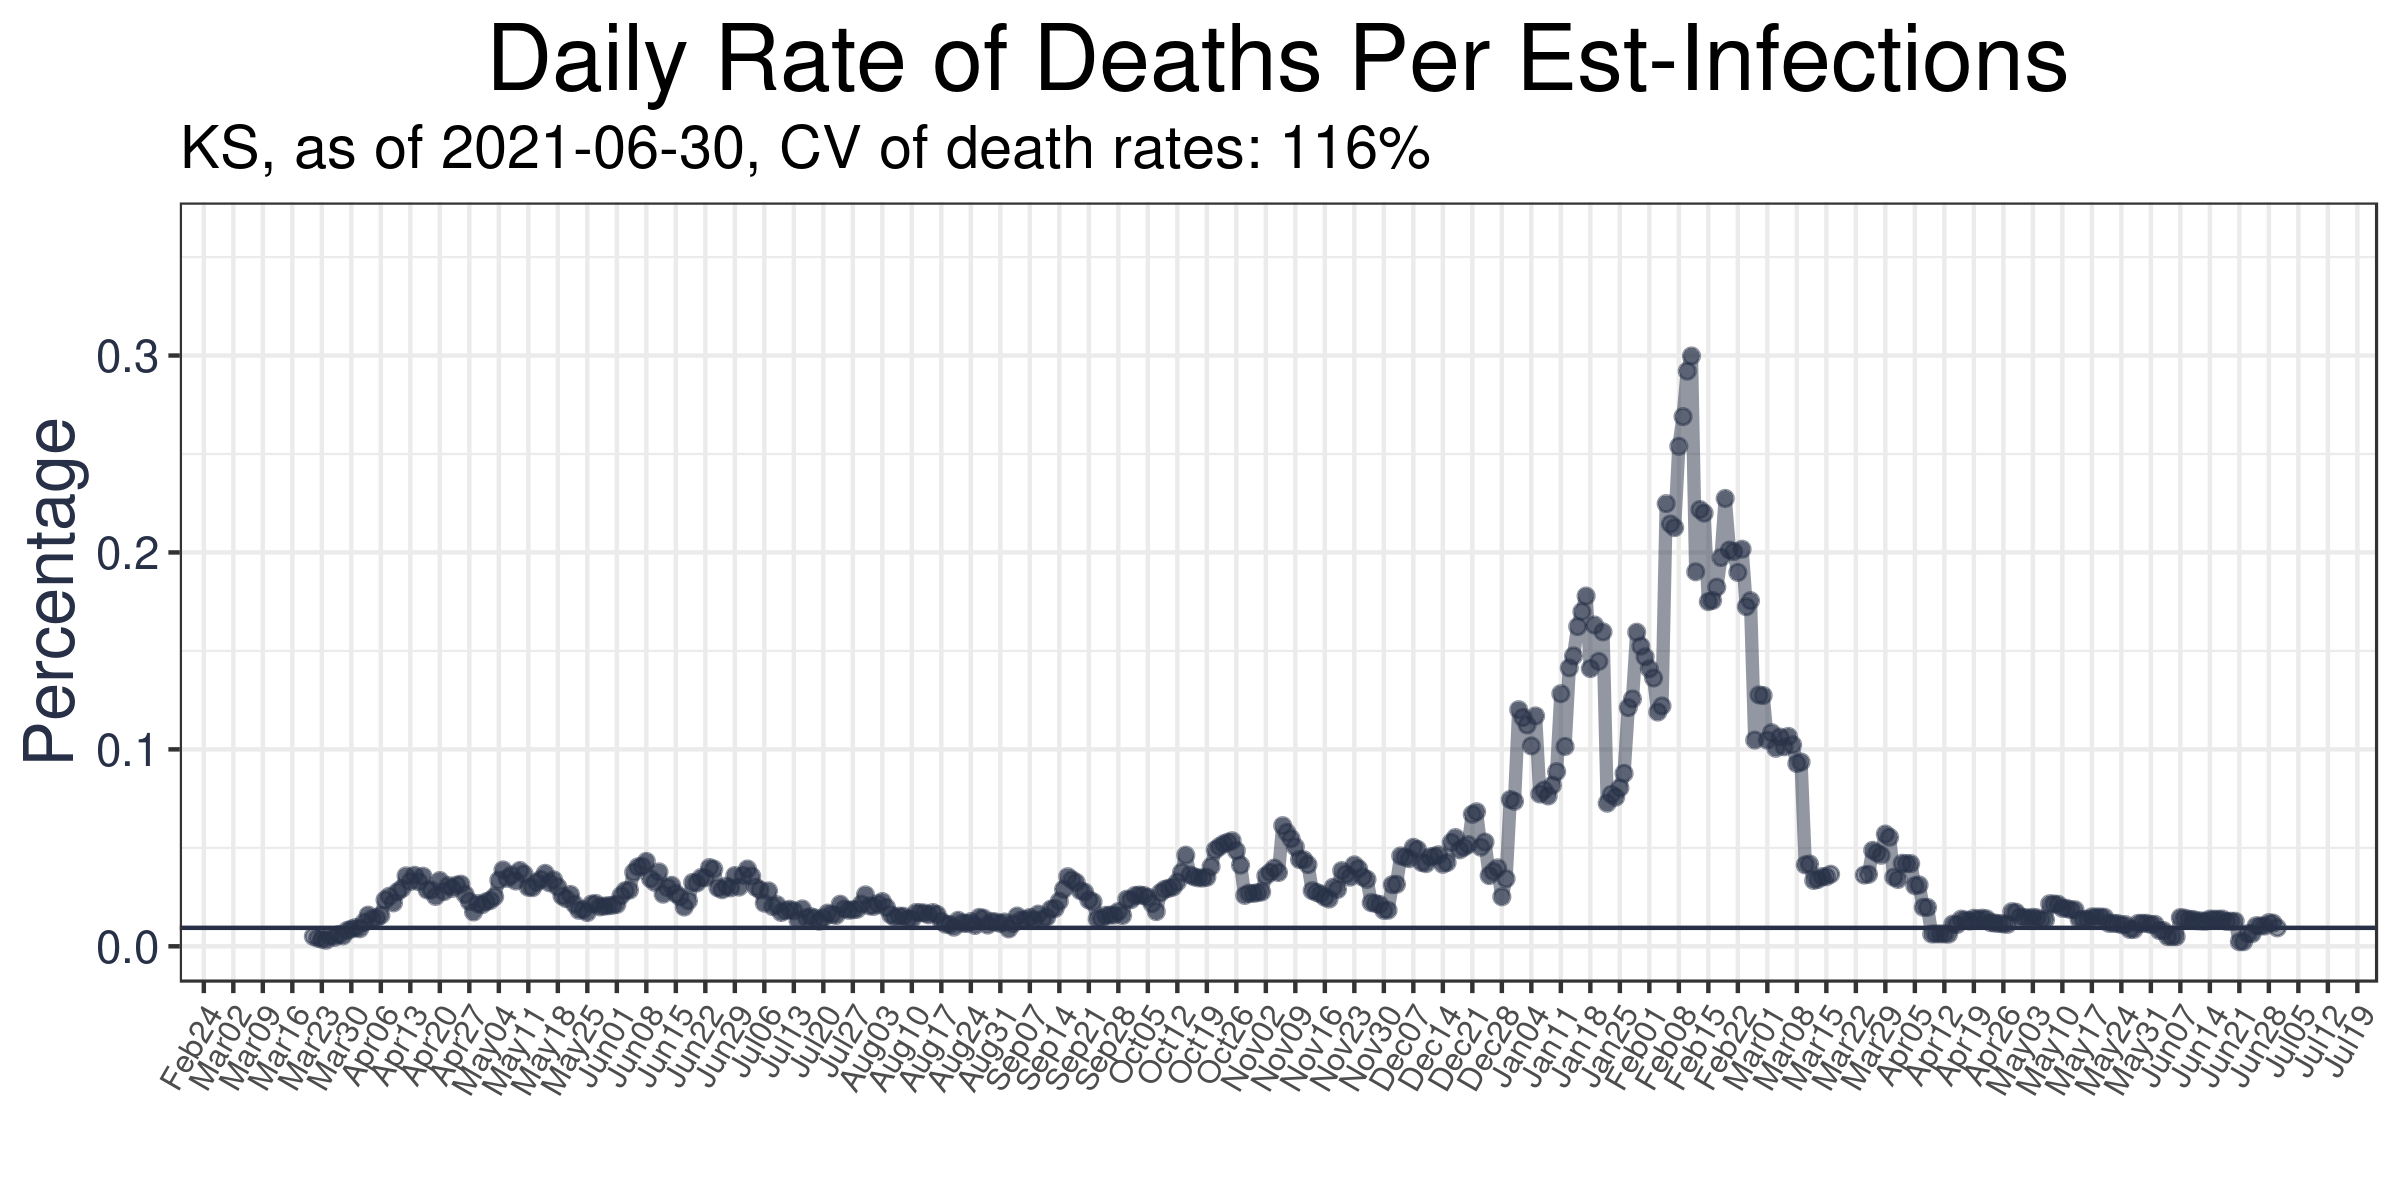 Daily Rate of Deaths Per Est-Infections
KS, as of 2021-06-30, CV of death rates: 116%
Percentage
0.3
0.2
0.1
0.0
Feb24
Mar02
Mar09
Mar16
Mar23
Mar30
Apr06
Apr13
Apr20
Apr27
May04
May11
May18
May25
Jun01
Jun08
Jun15
Jun22
Jun29
Jul06
Jul13
Jul20
Jul27
Aug03
Aug10
Aug17
Aug24
Aug31
Sep07
Sep14
Sep21
Sep28
Oct05
Oct12
Oct19
Oct26
Nov02
Nov09
Nov16
Nov23
Nov30
Dec07
Dec14
Dec21
Dec28
Jan04
Jan11
Jan18
Jan25
Feb01
Feb08
Feb15
Feb22
Mar01
Mar08
Mar15
Mar22
Mar29
Apr05
Apr12
Apr19
Apr26
May03
May10
May17
May24
May31
Jun07
Jun14
Jun21
Jun28
Jul05
Jul12
Jul19